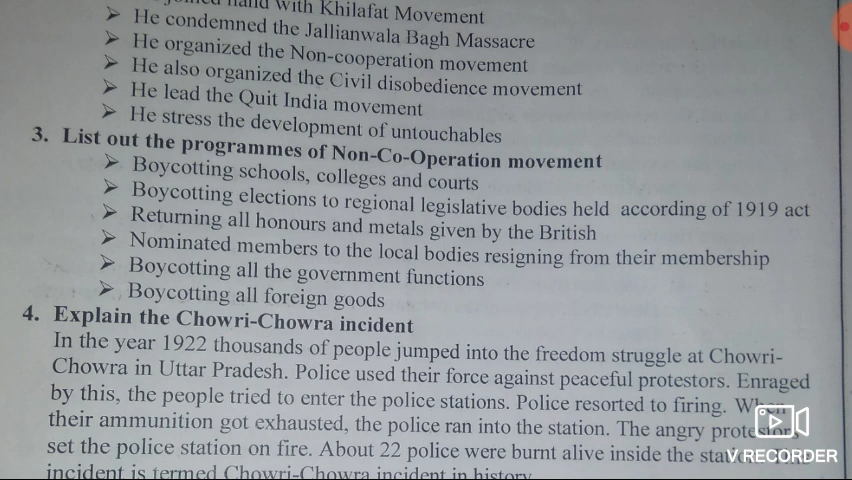 hand with Khilafat Movement
➤ He condemned the Jallianwala Bagh Massacre
➤ He organized the Non-cooperation movement
➤ He also organized the Civil disobedience movement
➤ He lead the Quit India movement
➤ He stress the development of untouchables
3. List out the programmes of Non-Co-Operation movement
➤ Boycotting schools, colleges and courts
➤ Boycotting elections to regional legislative bodies held according of 1919 act
➤ Returning all honours and metals given by the British
➤ Nominated members to the local bodies resigning from their membership
➤ Boycotting all the government functions
➤ Boycotting all foreign goods
4. Explain the Chowri-Chowra incident
In the year 1922 thousands of people jumped into the freedom struggle at Chowri-
Chowra in Uttar Pradesh. Police used their force against peaceful protestors. Enraged
by this, the people tried to enter the police stations. Police resorted to firing. When
their ammunition got exhausted, the police ran into the station. The angry protestors
set the police station on fire. About 22 police were burnt alive inside the
incident is termed Chowri-Chowra incident in history
V RECORDER